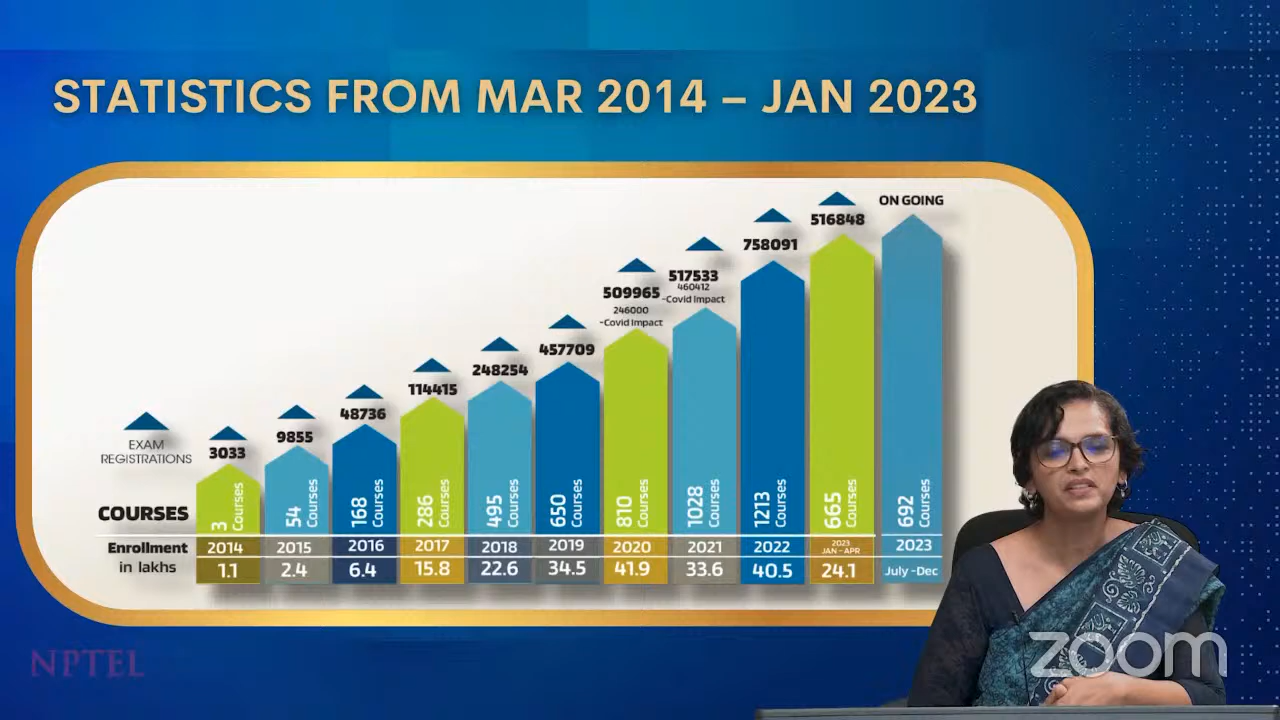 STATISTICS FROM MAR 2014 – JAN 2023
ON GOING
516848
758091
517533
460412
-Covid Impact
509965
246000
-Covid Impact
457709
248254
114415
48736
9855
3033
EXAM
REGISTRATIONS
COURSES
3 Courses
54 Courses
168 Courses
286 Courses
495 Courses
650 Courses
810 Courses
1028 Courses
1213 Courses
665 Courses
692 Courses
Enrollment
in lakhs
2014 2015 2016 2017 2018 2019 2020 2021 2022 2023 JAN-APR 2023
1.1 2.4 6.4 15.8 22.6 34.5 41.9 33.6 40.5 24.1 July -Dec
NPTEL
zoom